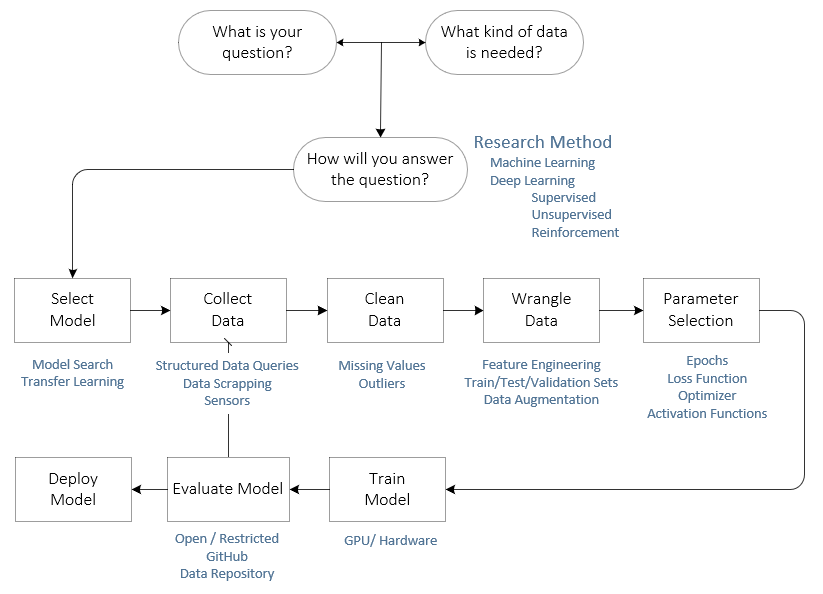 What is your
question?
What kind of data
is needed?
How will you answer
the question?
Research Method
Machine Learning
Deep Learning
Supervised
Unsupervised
Reinforcement
Select
Model
Collect
Data
Clean
Data
Wrangle
Data
Parameter
Selection
Model Search
Transfer Learning
Structured Data Queries
Data Scrapping
Sensors
Missing Values
Outliers
Feature Engineering
Train/Test/Validation Sets
Data Augmentation
Epochs
Loss Function
Optimizer
Activation Functions
Deploy
Model
Evaluate Model
Train
Model
Open / Restricted
GitHub
Data Repository
GPU/ Hardware